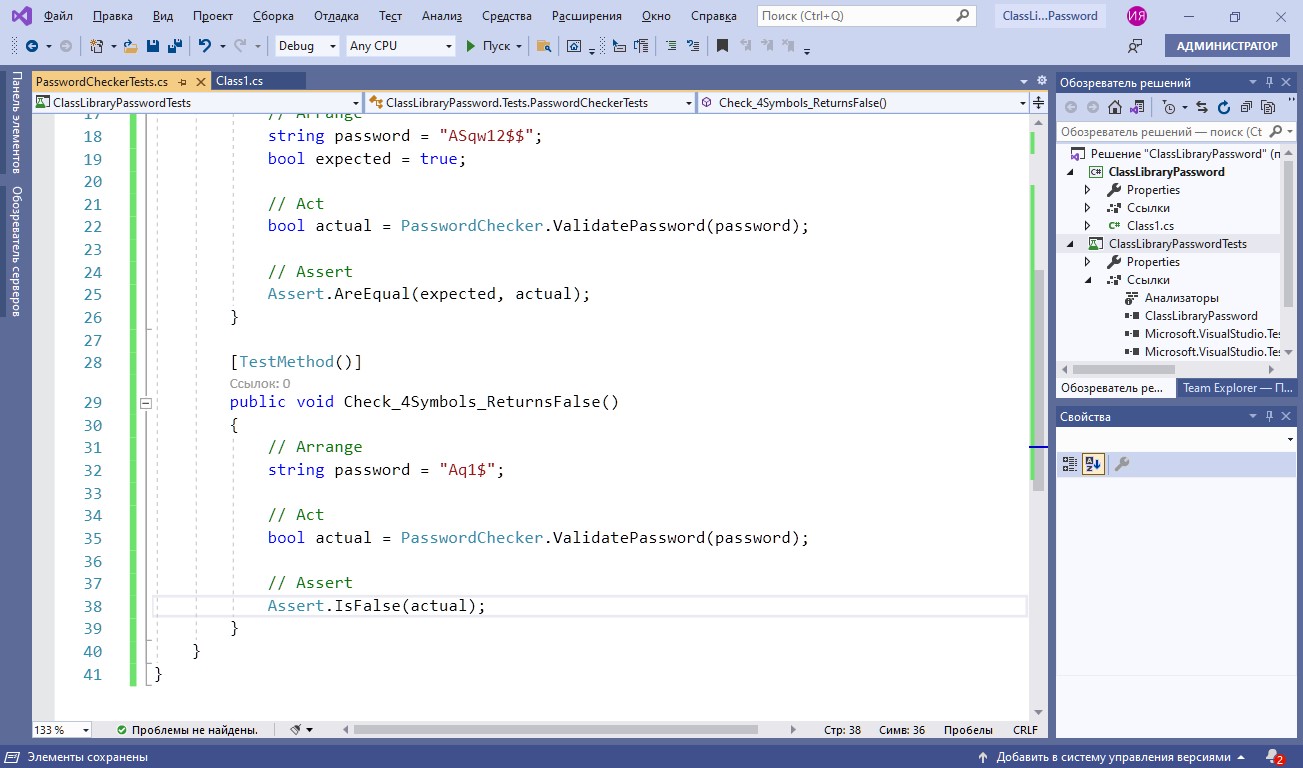 Файл Правка Вид Проект Сборка Отладка Тест Анализ Средства Расширения Окно Справка Поиск (Ctrl+Q) ClassLi...Password ИЯ
Debug Any CPU Пуск АДМИНИСТРАТОР
Панель элементов
Обозреватель серверов
PasswordCheckerTests.cs Class1.cs
ClassLibraryPasswordTests ClassLibraryPassword.Tests.PasswordCheckerTests Check_4Symbols_ReturnsFalse()
17 // Arrange
18 string password = "ASqw12$$";
19 bool expected = true;
20
21 // Act
22 bool actual = PasswordChecker.ValidatePassword(password);
23
24 // Assert
25 Assert.AreEqual(expected, actual);
26 }
27
28 [TestMethod()]
Ссылок: 0
29 public void Check_4Symbols_ReturnsFalse()
30 {
31 // Arrange
32 string password = "Aq1$";
33
34 // Act
35 bool actual = PasswordChecker.ValidatePassword(password);
36
37 // Assert
38 Assert.IsFalse(actual);
39 }
40 }
41 }
133 % Проблемы не найдены. Стр: 38 Симв: 36 Пробелы CRLF
Обозреватель решений
Обозреватель решений — поиск (Ct
Решение "ClassLibraryPassword" (п
C# ClassLibraryPassword
Properties
Ссылки
C# Class1.cs
ClassLibraryPasswordTests
Properties
Ссылки
Анализаторы
ClassLibraryPassword
Microsoft.VisualStudio.Tes
Microsoft.VisualStudio.Tes
Обозреватель ре... Team Explorer — П...
Свойства
Элементы сохранены Добавить в систему управления версиями 2